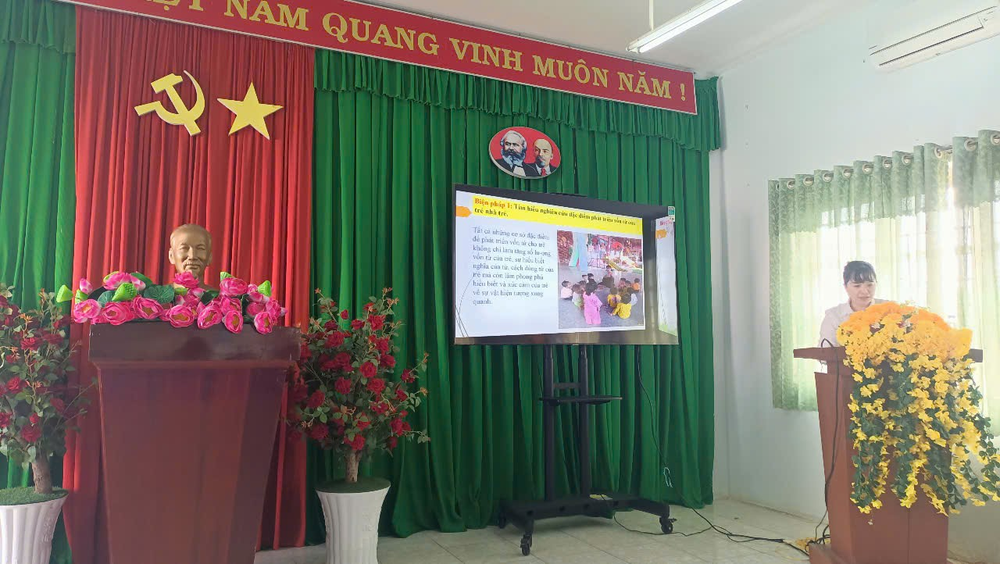 ỆT NAM QUANG VINH MUÔN NĂM !
Biện pháp 1: Tìm hiểu nghiên cứu đặc điểm phát triển vốn từ của
trẻ nhà trẻ.
Tất cả những cơ sở đặc điểm
để phát triển vốn từ cho trẻ
không chỉ làm tăng số lượng
vốn từ của trẻ, sự hiểu biết
nghĩa của từ, cách dùng từ của
trẻ mà còn làm phong phú
hiểu biết và xúc cảm của trẻ
về sự vật hiện tượng xung
quanh.